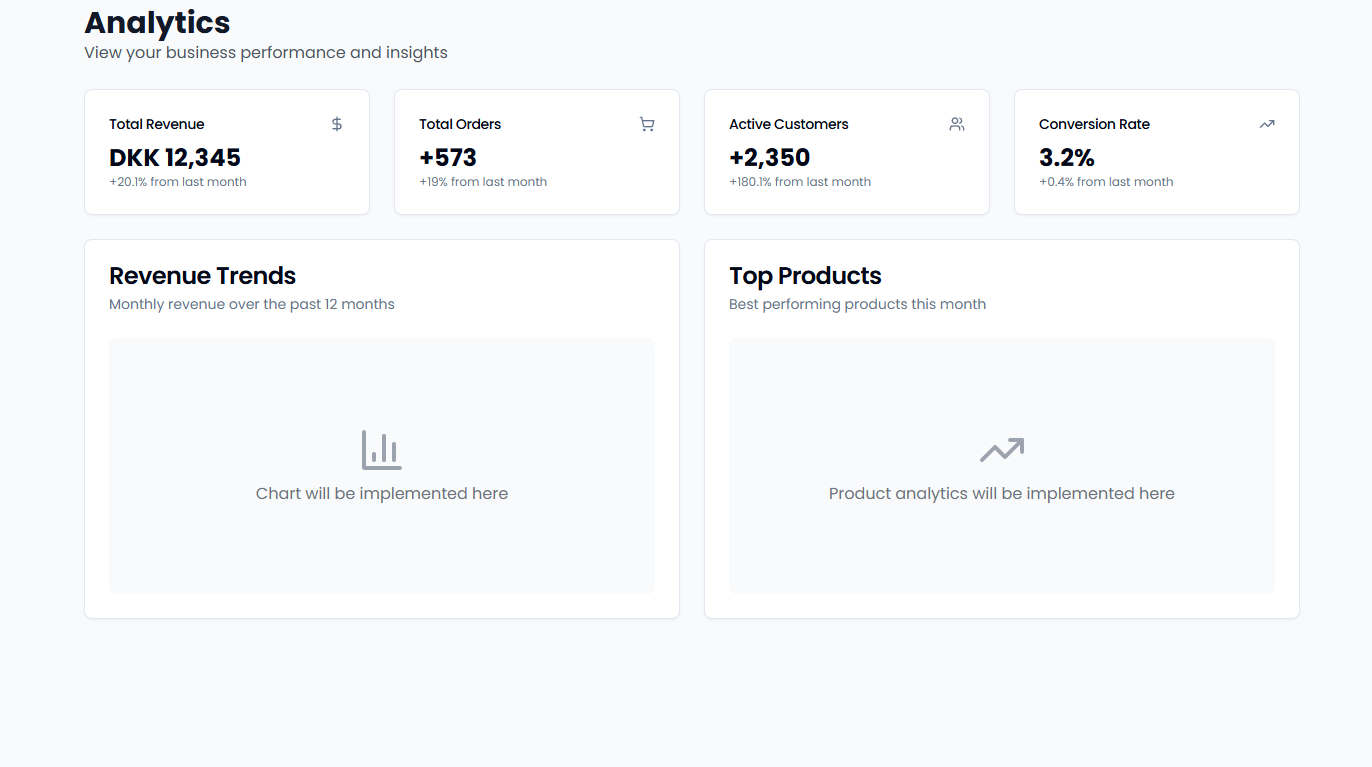 Analytics
View your business performance and insights
Total Revenue
DKK 12,345
+20.1% from last month
Total Orders
+573
+19% from last month
Active Customers
+2,350
+180.1% from last month
Conversion Rate
3.2%
+0.4% from last month
Revenue Trends
Monthly revenue over the past 12 months
Chart will be implemented here
Top Products
Best performing products this month
Product analytics will be implemented here